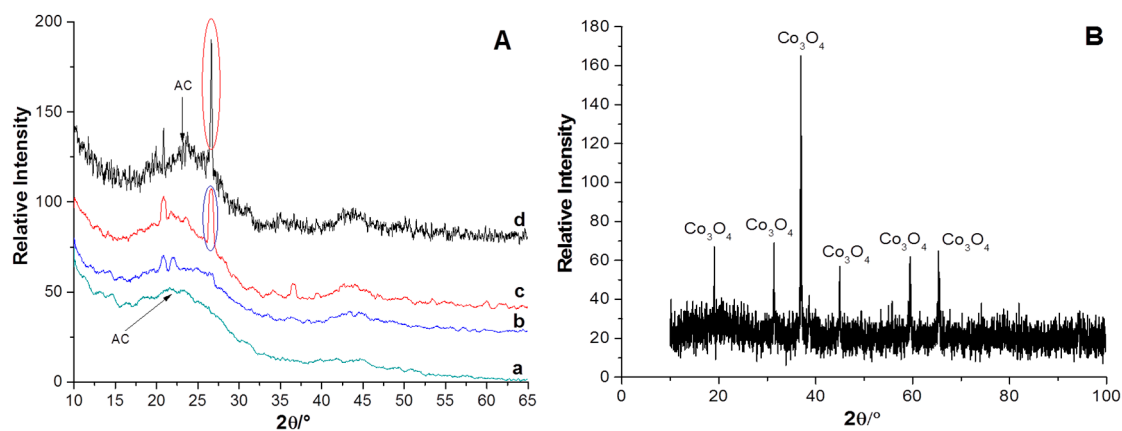 A
200
150
100
50
0
Relative Intensity
AC
AC
d
c
b
a
10 15 20 25 30 35 40 45 50 55 60 65
2θ/°
B
180
160
140
120
100
80
60
40
20
0
Relative Intensity
Co₃O₄
Co₃O₄
Co₃O₄
Co₃O₄
Co₃O₄
Co₃O₄
0 20 40 60 80 100
2θ/°